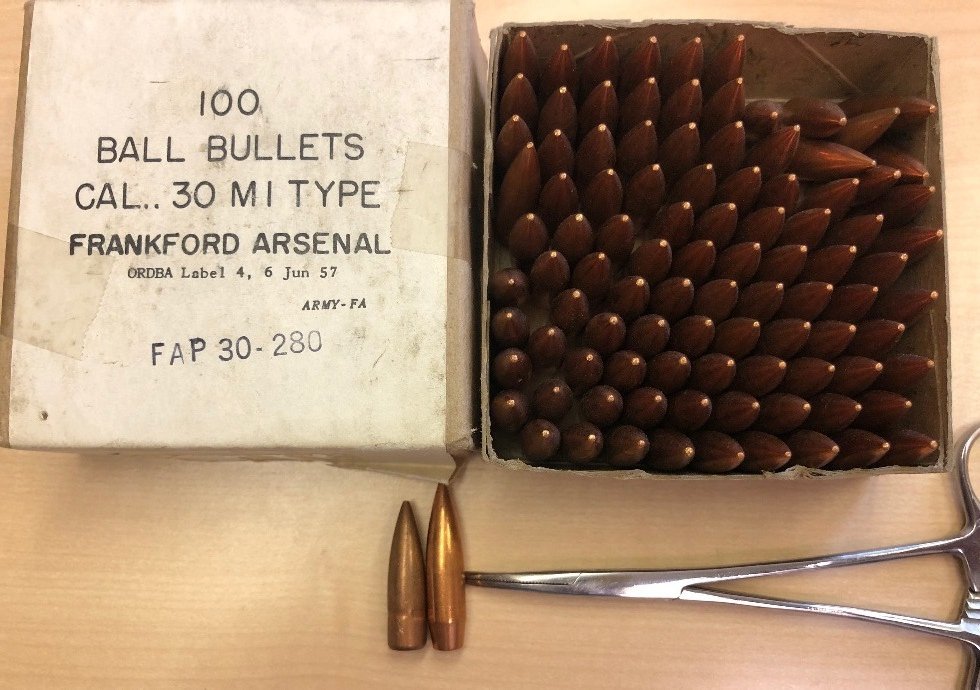 100
BALL BULLETS
CAL.. 30 M I TYPE
FRANKFORD ARSENAL
ORDBA Label 4, 6 Jun 57
ARMY-FA
FAP 30-280